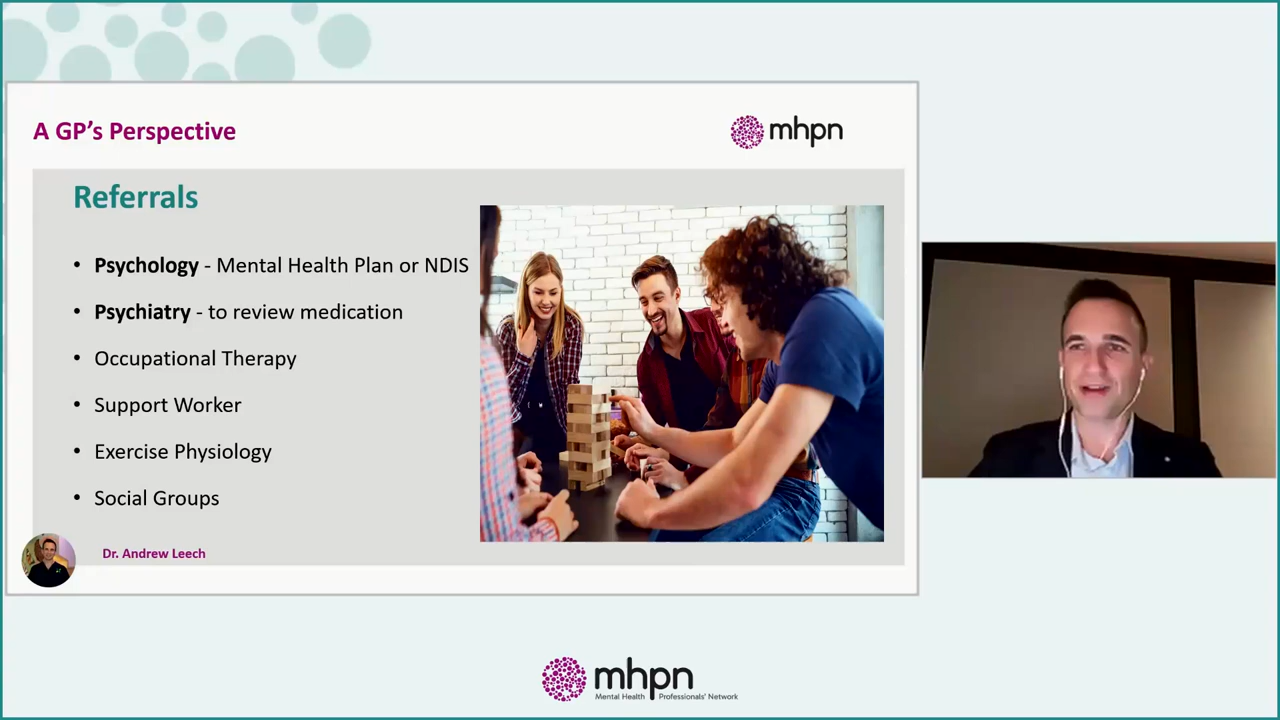 A GP's Perspective
mhpn
Referrals
• Psychology - Mental Health Plan or NDIS
• Psychiatry - to review medication
• Occupational Therapy
• Support Worker
• Exercise Physiology
• Social Groups
Dr. Andrew Leech
mhpn
Mental Health Professionals' Network